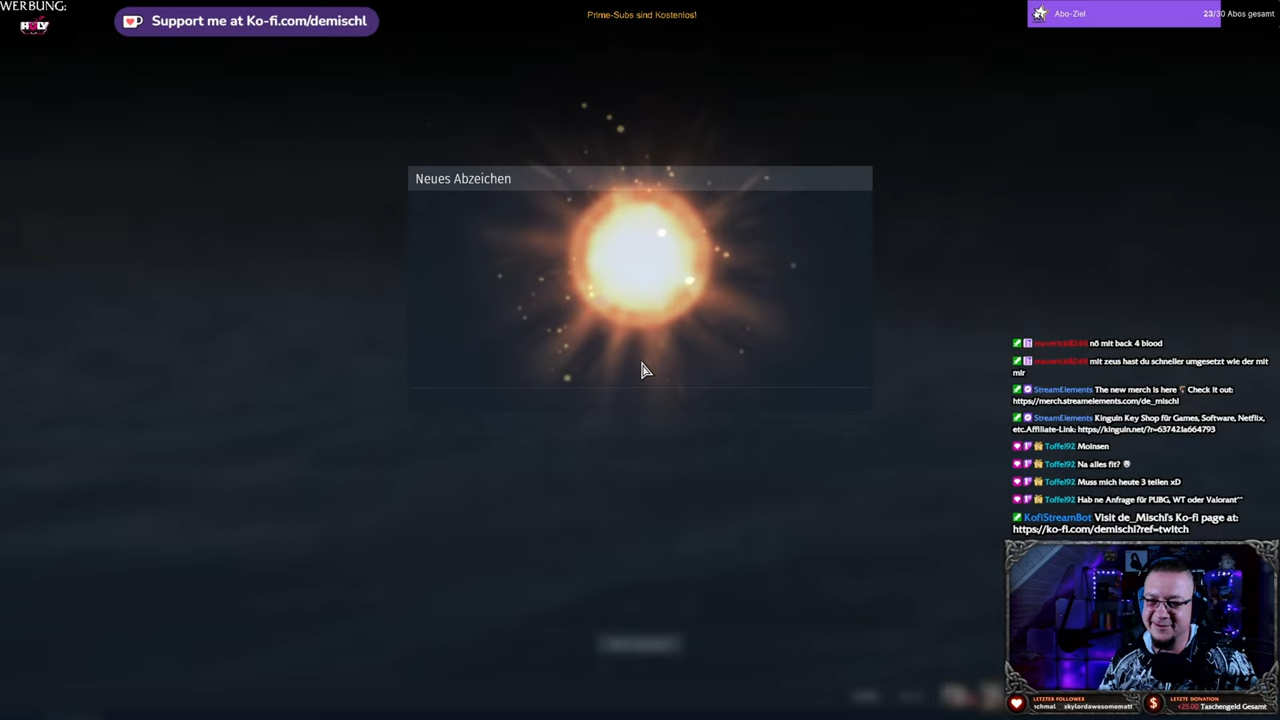 WERBUNG:
HOLY
Support me at Ko-fi.com/demischl
Prime-Subs sind Kostenlos!
Abo-Ziel
23/30 Abos gesamt
Neues Abzeichen
nö mit back 4 blood
mit zeus hast du schneller umgesetzt wie der mit
mir
StreamElements The new merch is here Check it out:
https://merch.streamelements.com/de_mischl
StreamElements Kinguin Key Shop für Games, Software, Netflix,
etc.Affiliate-Link: https://kinguin.net/?r=637421a664793
Toffel92 Moinsen
Toffel92 Na alles fit?
Toffel92 Muss mich heute 3 teilen xD
Toffel92 Hab ne Anfrage für PUBG, WT oder Valorant^^
KofiStreamBot Visit de_Mischl's Ko-fi page at:
https://ko-fi.com/demischl?ref=twitch
LETZTER FOLLOWER
schmal skylordawesomematt
LETZTE DONATION
+25.00 Taschengeld Gesamt